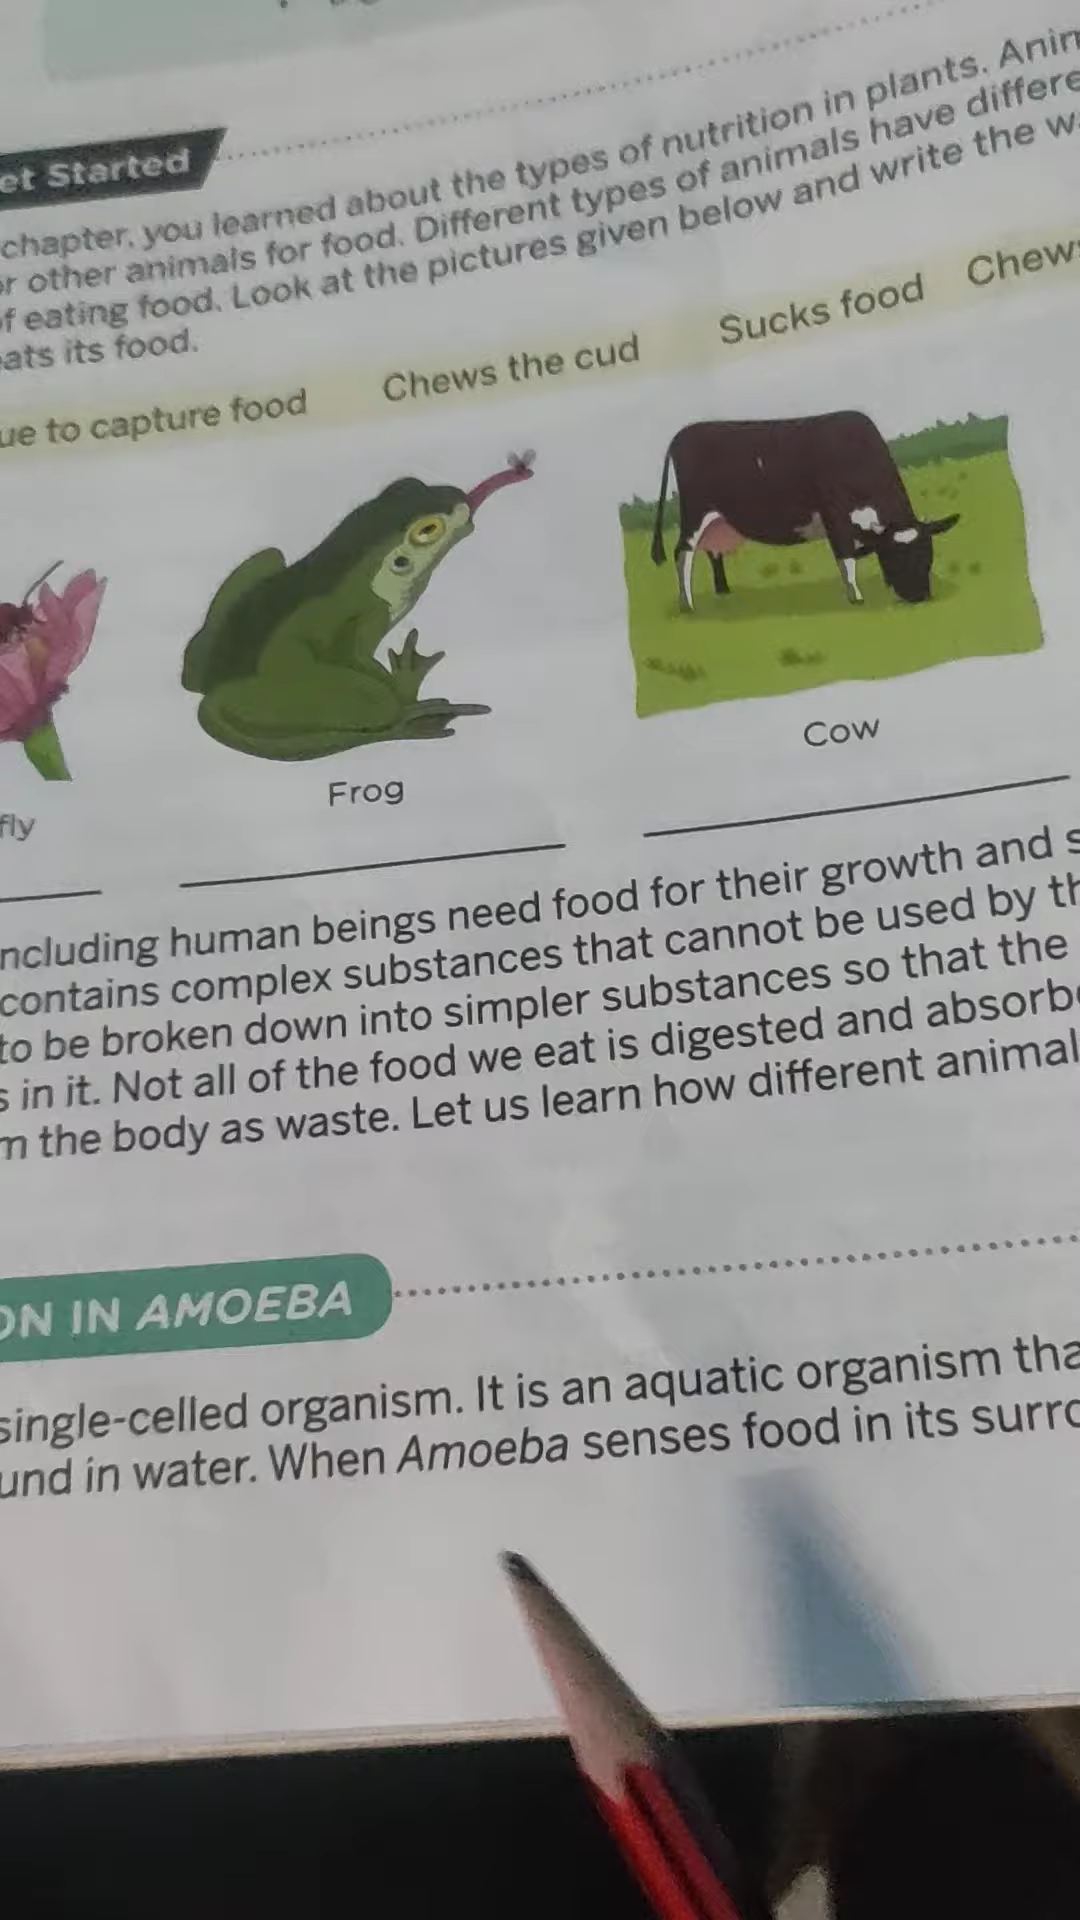 et Started
chapter, you learned about the types of nutrition in plants. Anim
or other animals for food. Different types of animals have differe
of eating food. Look at the pictures given below and write the w
eats its food.
ue to capture food Chews the cud Sucks food Chews
fly Frog Cow
ncluding human beings need food for their growth and s
contains complex substances that cannot be used by th
to be broken down into simpler substances so that the
s in it. Not all of the food we eat is digested and absorbe
m the body as waste. Let us learn how different animal
ON IN AMOEBA
single-celled organism. It is an aquatic organism tha
und in water. When Amoeba senses food in its surro